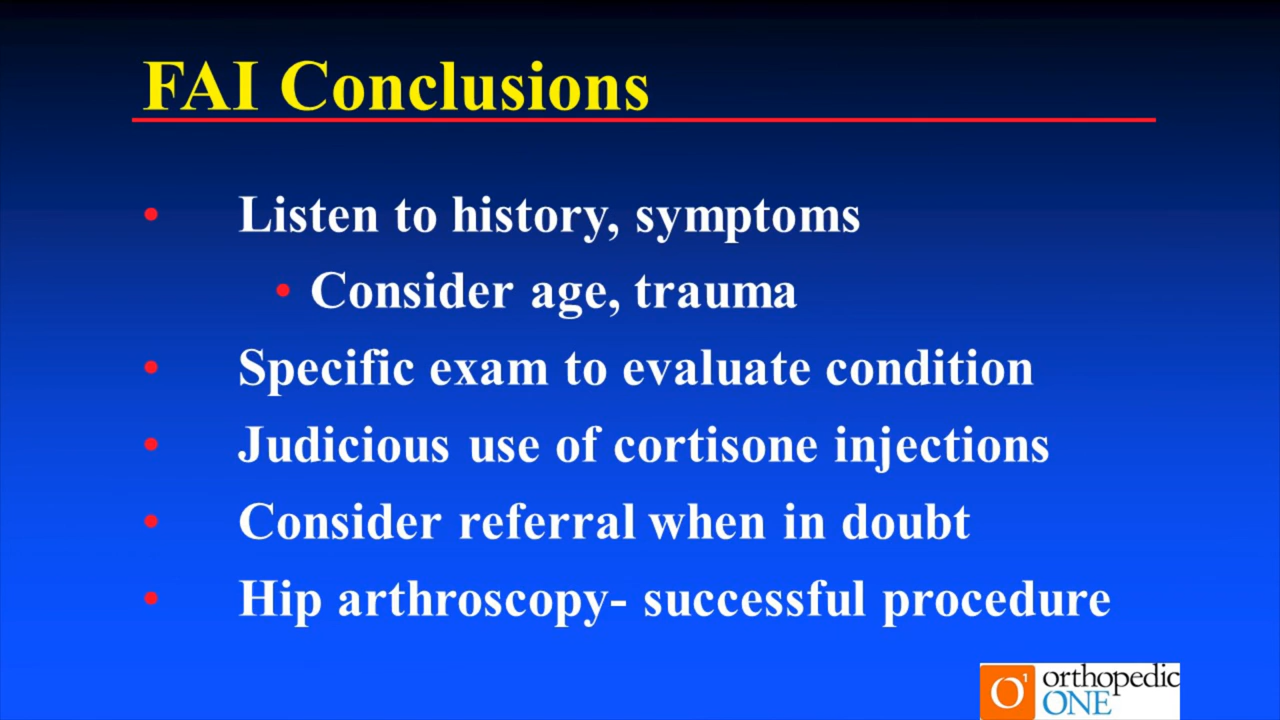 FAI Conclusions
• Listen to history, symptoms
• Consider age, trauma
• Specific exam to evaluate condition
• Judicious use of cortisone injections
• Consider referral when in doubt
• Hip arthroscopy- successful procedure
O1 orthopedic
ONE